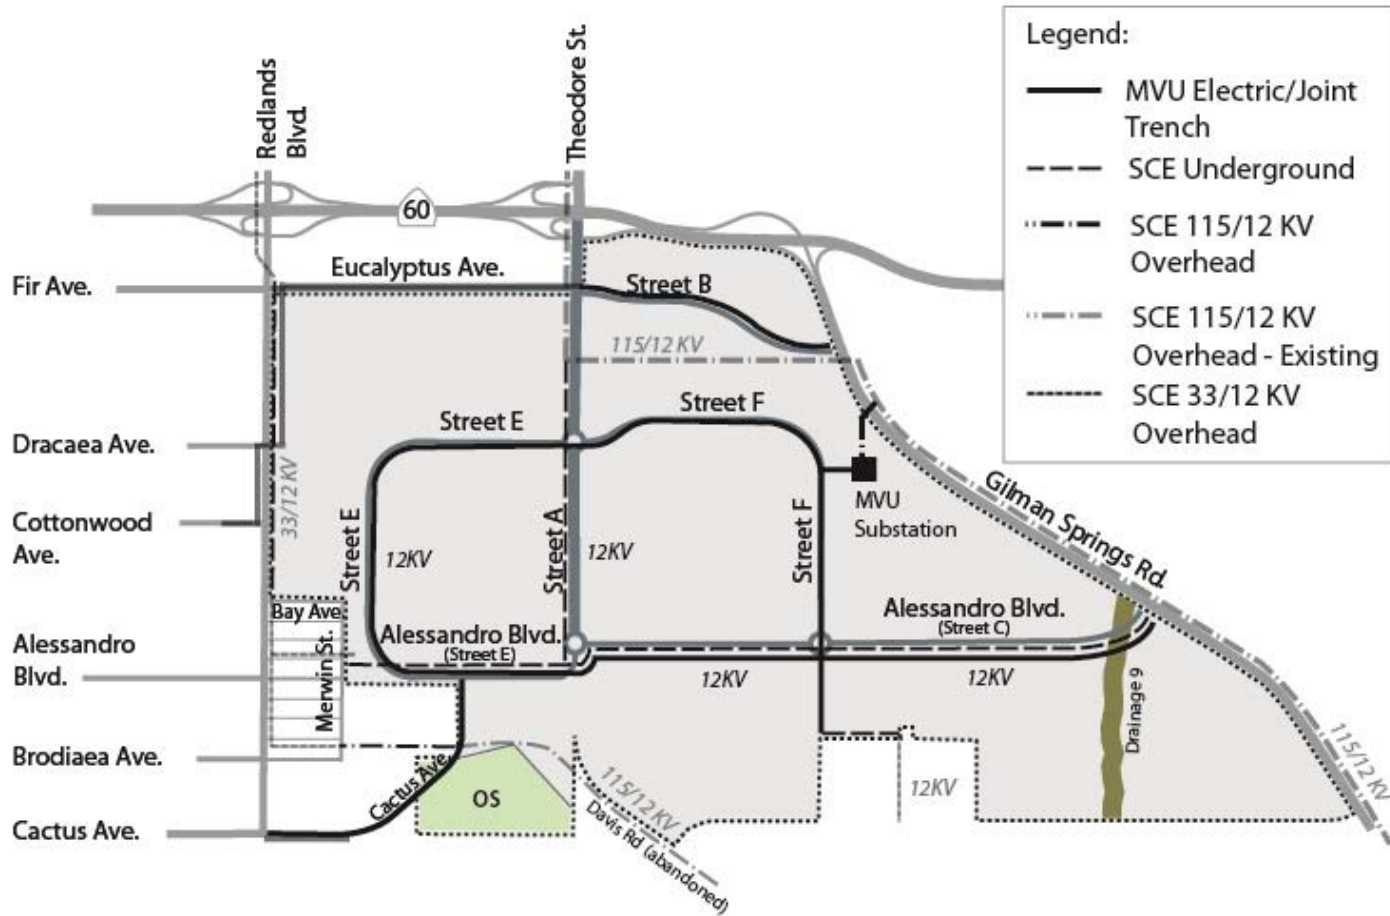 Legend:
MVU Electric/Joint
Trench
SCE Underground
SCE 115/12 KV
Overhead
SCE 115/12 KV
Overhead - Existing
SCE 33/12 KV
Overhead
Redlands
Blvd.
Theodore St.
60
Fir Ave.
Eucalyptus Ave.
Street B
115/12 KV
Dracaea Ave.
Street E
Street F
33/12 KV
Cottonwood
Ave.
Street E
12KV
Street A
12KV
Street F
MVU
Substation
Gilman Springs Rd.
Bay Ave
Merwin St.
Alessandro
Blvd.
Alessandro Blvd.
(Street E)
Alessandro Blvd.
(Street C)
12KV
12KV
Drainage 9
Brodiaea Ave.
Cactus Ave.
OS
115/12 KV
Davis Rd (abandoned)
12KV
115/12 KV
Cactus Ave.